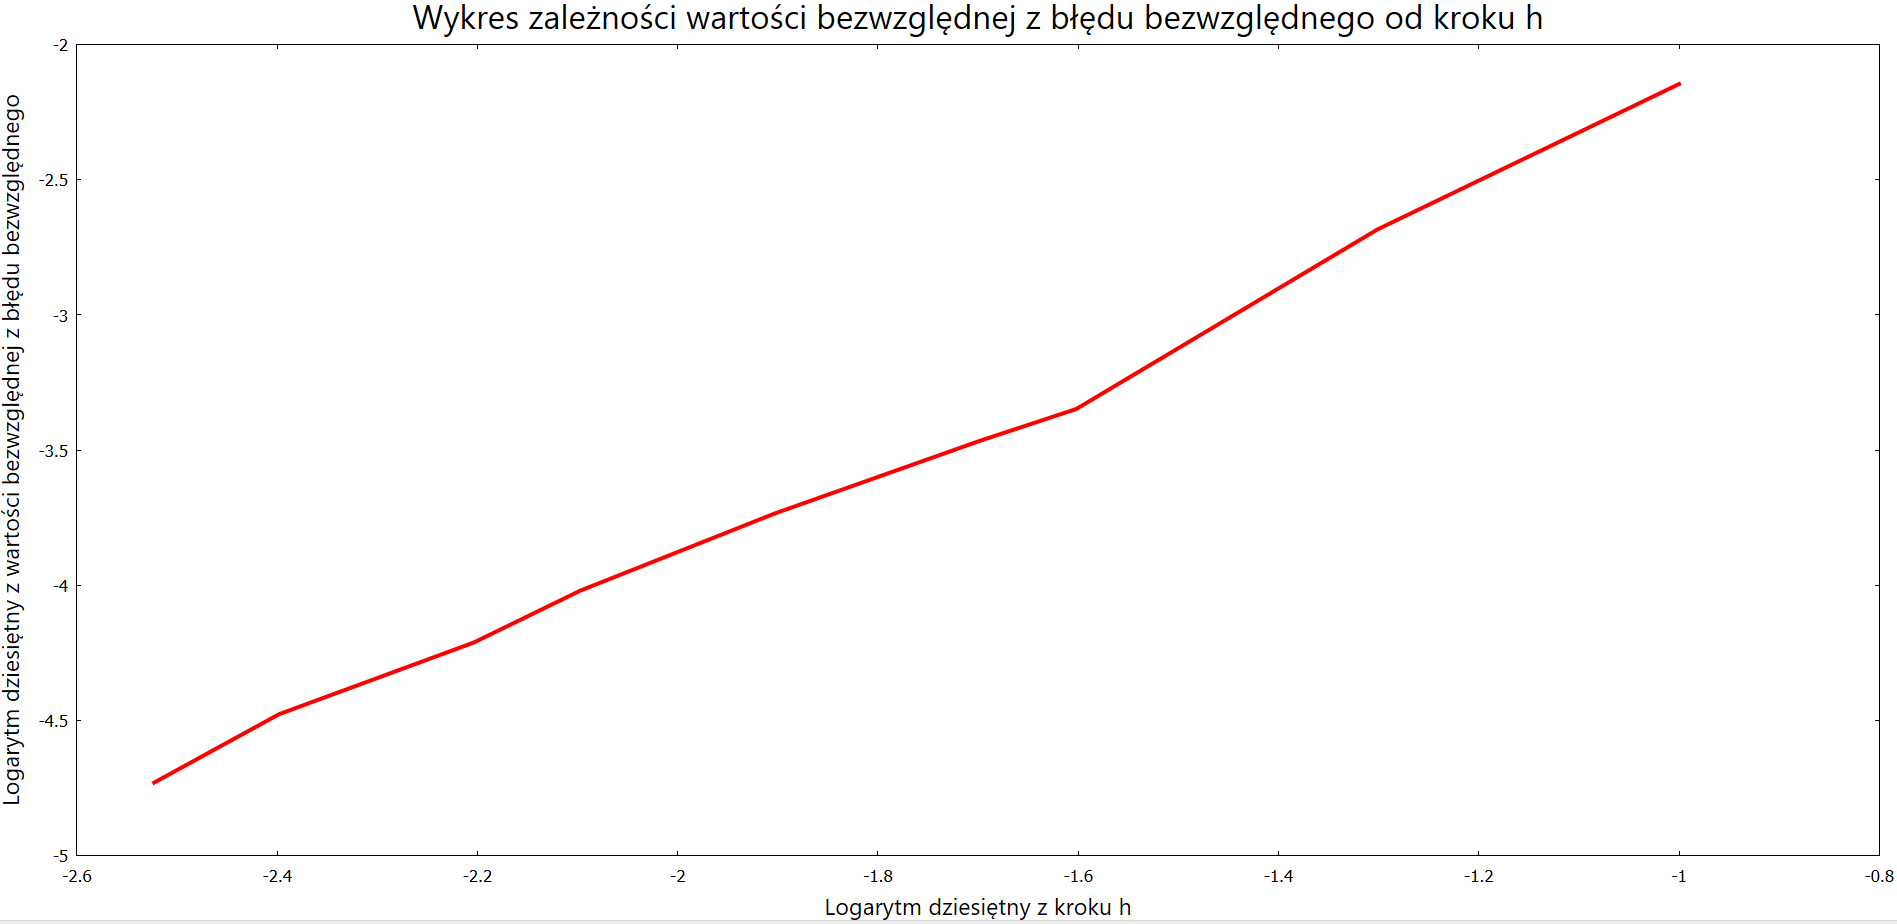 Wykres zależności wartości bezwzględnej z błędu bezwzględnego od kroku h
Logarytm dziesiętny z wartości bezwzględnej z błędu bezwzględnego
-2
-2.5
-3
-3.5
-4
-4.5
-5
-2.6 -2.4 -2.2 -2 -1.8 -1.6 -1.4 -1.2 -1 -0.8
Logarytm dziesiętny z kroku h